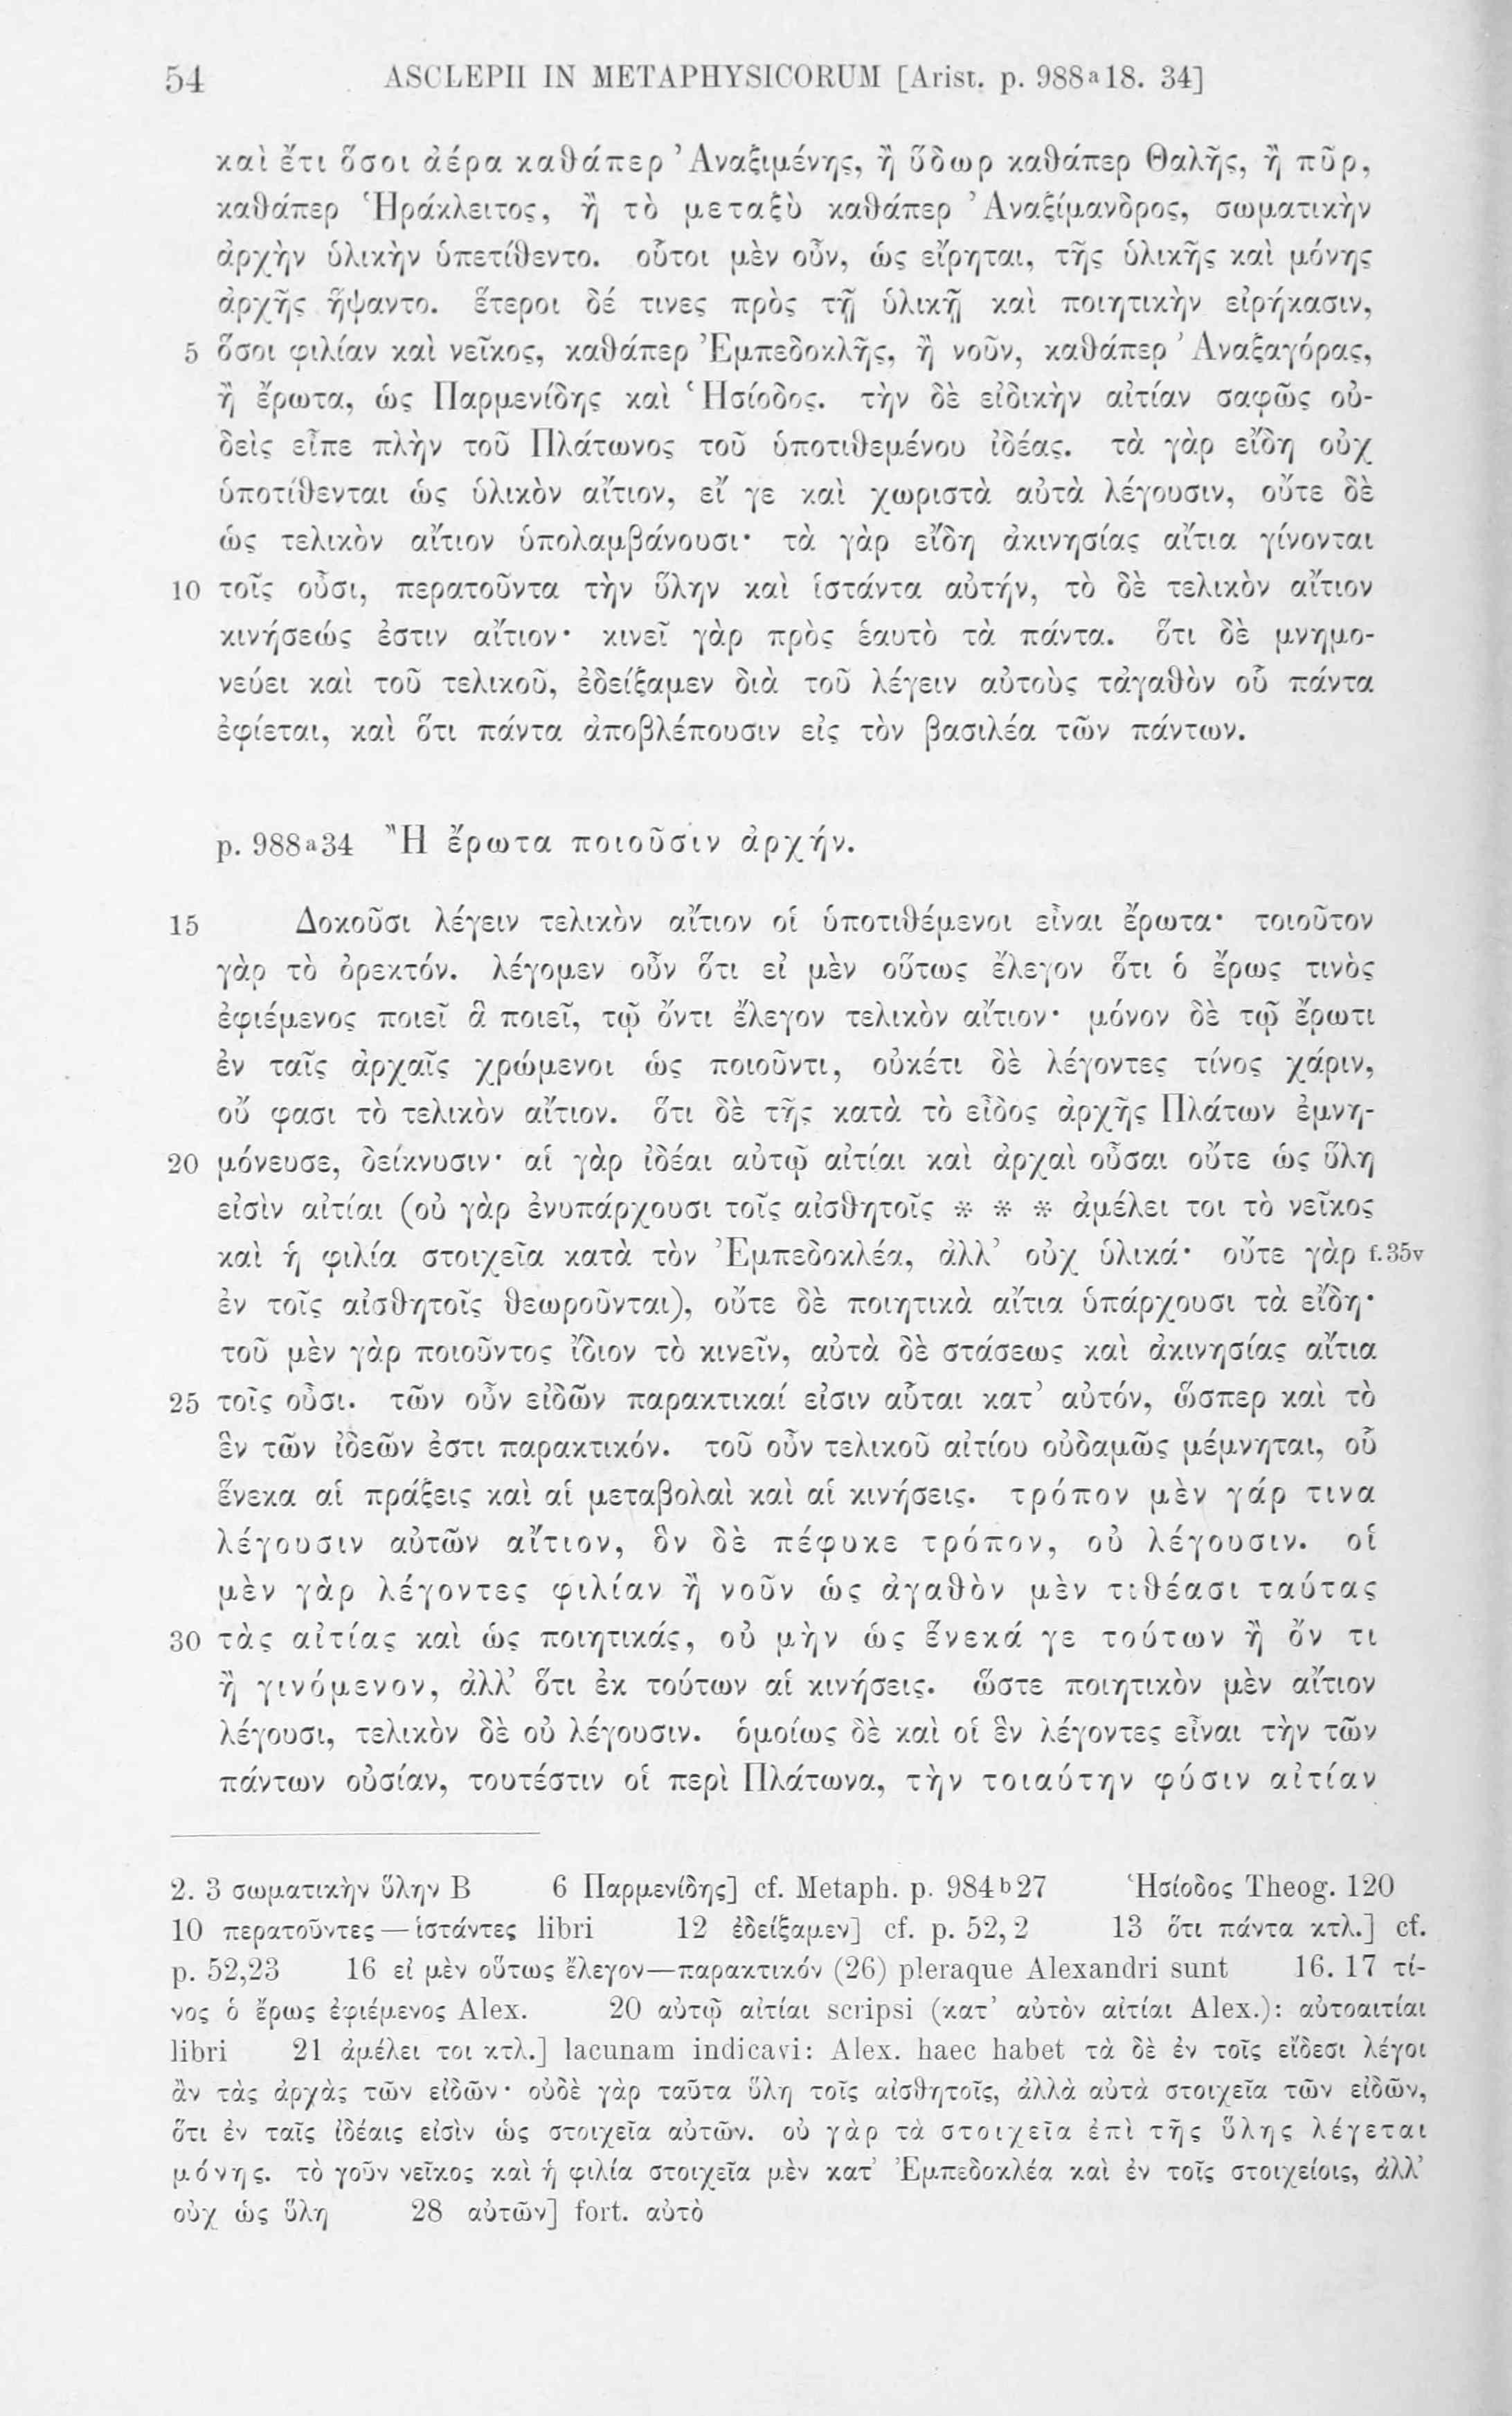 54 ASCLEPII IN METAPHYSICORUM [Arist. p. 988a18. 34]
καὶ ἔτι ὅσοι ἀέρα καθάπερ Ἀναξιμένης, ἢ ὕδωρ καθάπερ Θαλῆς, ἢ πῦρ,
καθάπερ Ἡράκλειτος, ἢ τὸ μεταξὺ καθάπερ Ἀναξίμανδρος, σωματικὴν
ἀρχὴν ὑλικὴν ὑπετίθεντο. οὗτοι μὲν οὖν, ὡς εἴρηται, τῆς ὑλικῆς καὶ μόνης
ἀρχῆς ἥψαντο. ἕτεροι δέ τινες πρὸς τῇ ὑλικῇ καὶ ποιητικὴν εἰρήκασιν,
5 ὅσοι φιλίαν καὶ νεῖκος, καθάπερ Ἐμπεδοκλῆς, ἢ νοῦν, καθάπερ Ἀναξαγόρας,
ἢ ἔρωτα, ὡς Παρμενίδης καὶ Ἡσίοδος. τὴν δὲ εἰδικὴν αἰτίαν σαφῶς οὐ-
δεὶς εἶπε πλὴν τοῦ Πλάτωνος τοῦ ὑποτιθεμένου ἰδέας. τὰ γὰρ εἴδη οὐχ
ὑποτίθενται ὡς ὑλικὸν αἴτιον, εἴ γε καὶ χωριστὰ αὐτὰ λέγουσιν, οὔτε δὲ
ὡς τελικὸν αἴτιον ὑπολαμβάνουσι· τὰ γὰρ εἴδη ἀκινησίας αἴτια γίνονται
10 τοῖς οὖσι, περατοῦντα τὴν ὕλην καὶ ἱστάντα αὐτήν, τὸ δὲ τελικὸν αἴτιον
κινήσεώς ἐστιν αἴτιον· κινεῖ γὰρ πρὸς ἑαυτὸ τὰ πάντα. ὅτι δὲ μνημο-
νεύει καὶ τοῦ τελικοῦ, ἐδείξαμεν διὰ τοῦ λέγειν αὐτοὺς τἀγαθὸν οὗ πάντα
ἐφίεται, καὶ ὅτι πάντα ἀποβλέπουσιν εἰς τὸν βασιλέα τῶν πάντων.
p. 988a34 Ἢ ἔρωτα ποιοῦσιν ἀρχήν.
15 Δοκοῦσι λέγειν τελικὸν αἴτιον οἱ ὑποτιθέμενοι εἶναι ἔρωτα· τοιοῦτον
γὰρ τὸ ὀρεκτόν. λέγομεν οὖν ὅτι εἰ μὲν οὕτως ἔλεγον ὅτι ὁ ἔρως τινὸς
ἐφιέμενος ποιεῖ ἃ ποιεῖ, τῷ ὄντι ἔλεγον τελικὸν αἴτιον· μόνον δὲ τῷ ἔρωτι
ἐν ταῖς ἀρχαῖς χρώμενοι ὡς ποιοῦντι, οὐκέτι δὲ λέγοντες τίνος χάριν,
οὔ φασι τὸ τελικὸν αἴτιον. ὅτι δὲ τῆς κατὰ τὸ εἶδος ἀρχῆς Πλάτων ἐμνη-
20 μόνευσε, δείκνυσιν· αἱ γὰρ ἰδέαι αὐτῷ αἰτίαι καὶ ἀρχαὶ οὖσαι οὔτε ὡς ὕλη
εἰσὶν αἰτίαι (οὐ γὰρ ἐνυπάρχουσι τοῖς αἰσθητοῖς * * * ἀμέλει τοι τὸ νεῖκος
καὶ ἡ φιλία στοιχεῖα κατὰ τὸν Ἐμπεδοκλέα, ἀλλ’ οὐχ ὑλικά· οὔτε γὰρ f.35v
ἐν τοῖς αἰσθητοῖς θεωροῦνται), οὔτε δὲ ποιητικὰ αἴτια ὑπάρχουσι τὰ εἴδη·
τοῦ μὲν γὰρ ποιοῦντος ἴδιον τὸ κινεῖν, αὐτὰ δὲ στάσεως καὶ ἀκινησίας αἴτια
25 τοῖς οὖσι. τῶν οὖν εἰδῶν παρακτικαί εἰσιν αὗται κατ’ αὐτόν, ὥσπερ καὶ τὸ
ἓν τῶν ἰδεῶν ἐστι παρακτικόν. τοῦ οὖν τελικοῦ αἰτίου οὐδαμῶς μέμνηται, οὗ
ἕνεκα αἱ πράξεις καὶ αἱ μεταβολαὶ καὶ αἱ κινήσεις. τρόπον μὲν γάρ τινα
λέγουσιν αὐτῶν αἴτιον, ὃν δὲ πέφυκε τρόπον, οὐ λέγουσιν. οἱ
μὲν γὰρ λέγοντες φιλίαν ἢ νοῦν ὡς ἀγαθὸν μὲν τιθέασι ταύτας
30 τὰς αἰτίας καὶ ὡς ποιητικάς, οὐ μὴν ὡς ἕνεκά γε τούτων ἢ ὄν τι
ἢ γινόμενον, ἀλλ’ ὅτι ἐκ τούτων αἱ κινήσεις. ὥστε ποιητικὸν μὲν αἴτιον
λέγουσι, τελικὸν δὲ οὐ λέγουσιν. ὁμοίως δὲ καὶ οἱ ἓν λέγοντες εἶναι τὴν τῶν
πάντων οὐσίαν, τουτέστιν οἱ περὶ Πλάτωνα, τὴν τοιαύτην φύσιν αἰτίαν
2. 3 σωματικὴν ὕλην B 6 Παρμενίδης] cf. Metaph. p. 984b27 Ἡσίοδος Theog. 120
10 περατοῦντες—ἱστάντες libri 12 ἐδείξαμεν] cf. p. 52,2 13 ὅτι πάντα κτλ.] cf.
p. 52,23 16 εἰ μὲν οὕτως ἔλεγον—παρακτικόν (26) pleraque Alexandri sunt 16. 17 τί-
νος ὁ ἔρως ἐφιέμενος Alex. 20 αὐτῷ αἰτίαι scripsi (κατ’ αὐτὸν αἰτίαι Alex.): αὐτοαιτίαι
libri 21 ἀμέλει τοι κτλ.] lacunam indicavi: Alex. haec habet τὰ δὲ ἐν τοῖς εἴδεσι λέγοι
ἂν τὰς ἀρχὰς τῶν εἰδῶν· οὐδὲ γὰρ ταῦτα ὕλη τοῖς αἰσθητοῖς, ἀλλὰ αὐτὰ στοιχεῖα τῶν εἰδῶν,
ὅτι ἐν ταῖς ἰδέαις εἰσὶν ὡς στοιχεῖα αὐτῶν. οὐ γὰρ τὰ στοιχεῖα ἐπὶ τῆς ὕλης λέγεται
μόνης. τὸ γοῦν νεῖκος καὶ ἡ φιλία στοιχεῖα μὲν κατ’ Ἐμπεδοκλέα καὶ ἐν τοῖς στοιχείοις, ἀλλ’
οὐχ ὡς ὕλη 28 αὐτῶν] fort. αὐτὸ